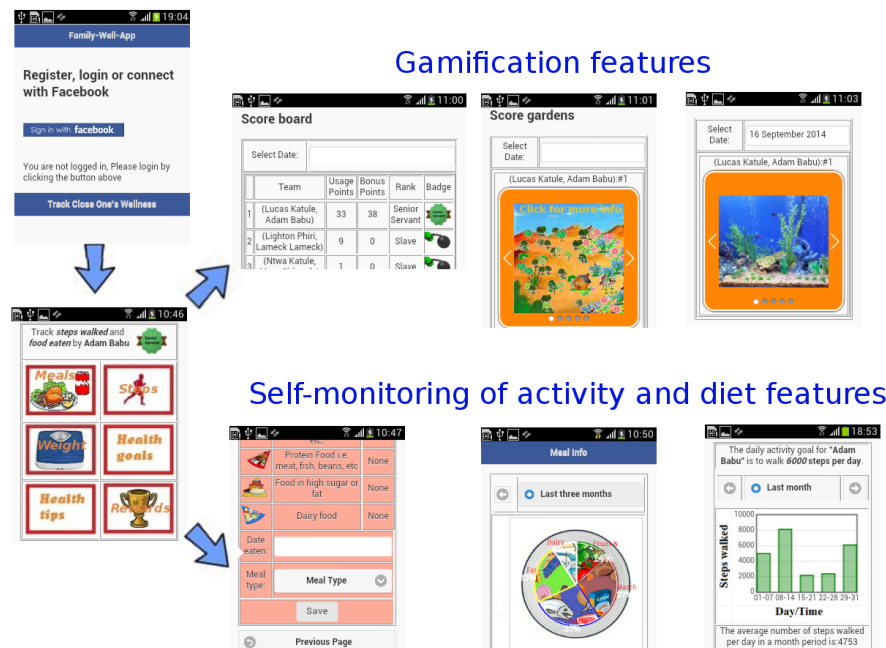 19:04
Family-Well-App
Register, login or connect
with Facebook
Sign in with facebook
You are not logged in, Please login by
clicking the button above
Track Close One's Wellness
Gamification features
11:00
Score board
Select Date:
Team Usage Points Bonus Points Rank Badge
1 (Lucas Katule, Adam Babu) 33 38 Senior Servant
2 (Lighton Phiri, Lameck Lameck) 9 0 Slave
3 (Ntwa Katule, 1 0 Slave
11:01
Score gardens
Select
Date:
(Lucas Katule, Adam Babu):#1
Click for more info
11:03
Select
Date:
16 September 2014
(Lucas Katule, Adam Babu):#1
10:46
Track steps walked and
food eaten by Adam Babu
Meals
Steps
Weight
Health
goals
Health
tips
Rewards
Self-monitoring of activity and diet features
10:47
etc.
Protein Food i.e.
meat, fish, beans, etc
None
Food in high sugar or
fat
None
Dairy food
None
Date
eaten:
Meal
type:
Meal Type
Save
Previous Page
10:50
Meal Info
Last three months
Dairy
18:53
The daily activity goal for "Adam
Babu" is to walk 6000 steps per day.
Last month
Steps walked
10000
8000
6000
4000
2000
0
01-07 08-14 15-21 22-28 29-31
Day/Time
The average number of steps walked
per day in a month period is:4753